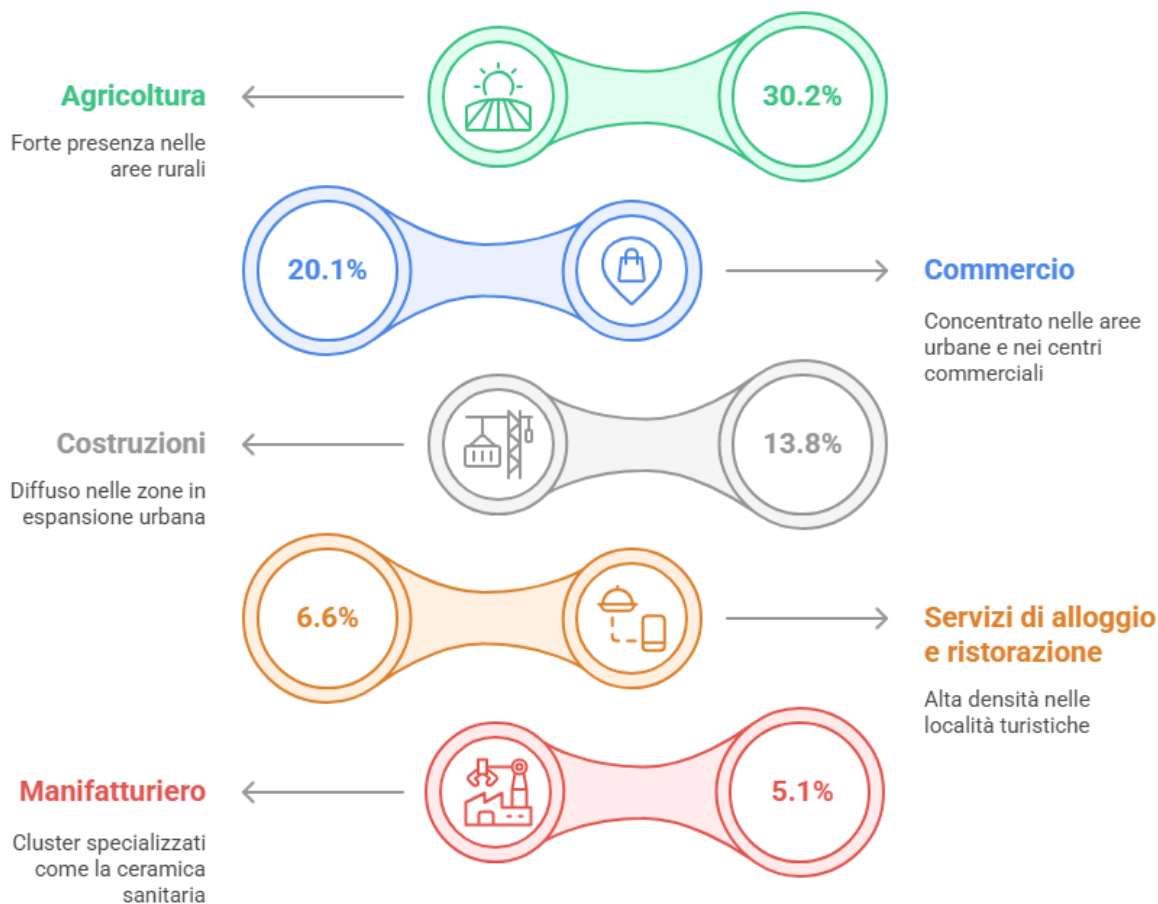 Agricoltura
30.2%
Forte presenza nelle
aree rurali
20.1%
Commercio
Concentrato nelle aree
urbane e nei centri
commerciali
Costruzioni
13.8%
Diffuso nelle zone in
espansione urbana
6.6%
Servizi di alloggio
e ristorazione
Alta densità nelle
località turistiche
Manifatturiero
5.1%
Cluster specializzati
come la ceramica
sanitaria